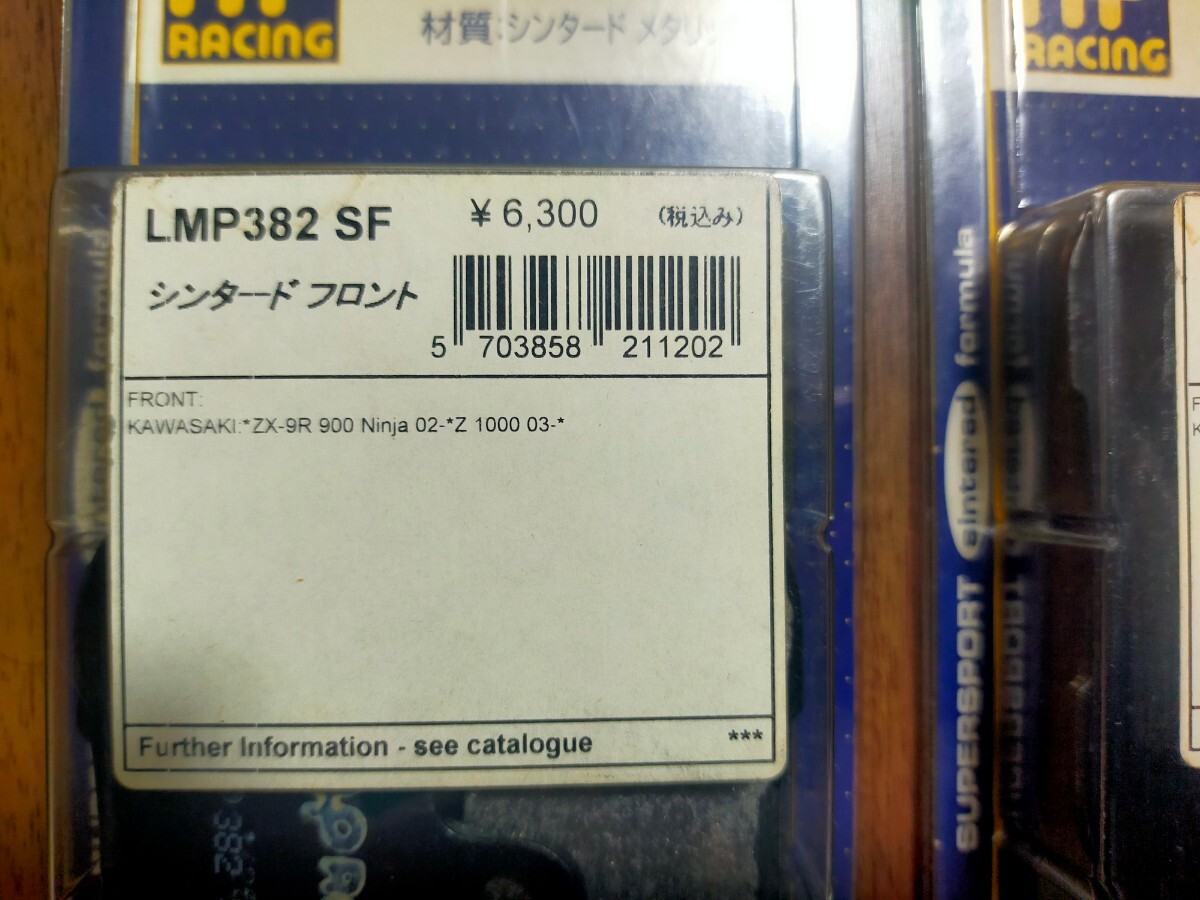 RACING
材質:シンタード メタリッ
RACING
LMP382 SF
¥6,300
(税込み)
シンタード フロント
5 703858 211202
FRONT:
KAWASAKI:*ZX-9R 900 Ninja 02-*Z 1000 03-*
Further Information - see catalogue
***
SUPERSPORT sintered formula
382